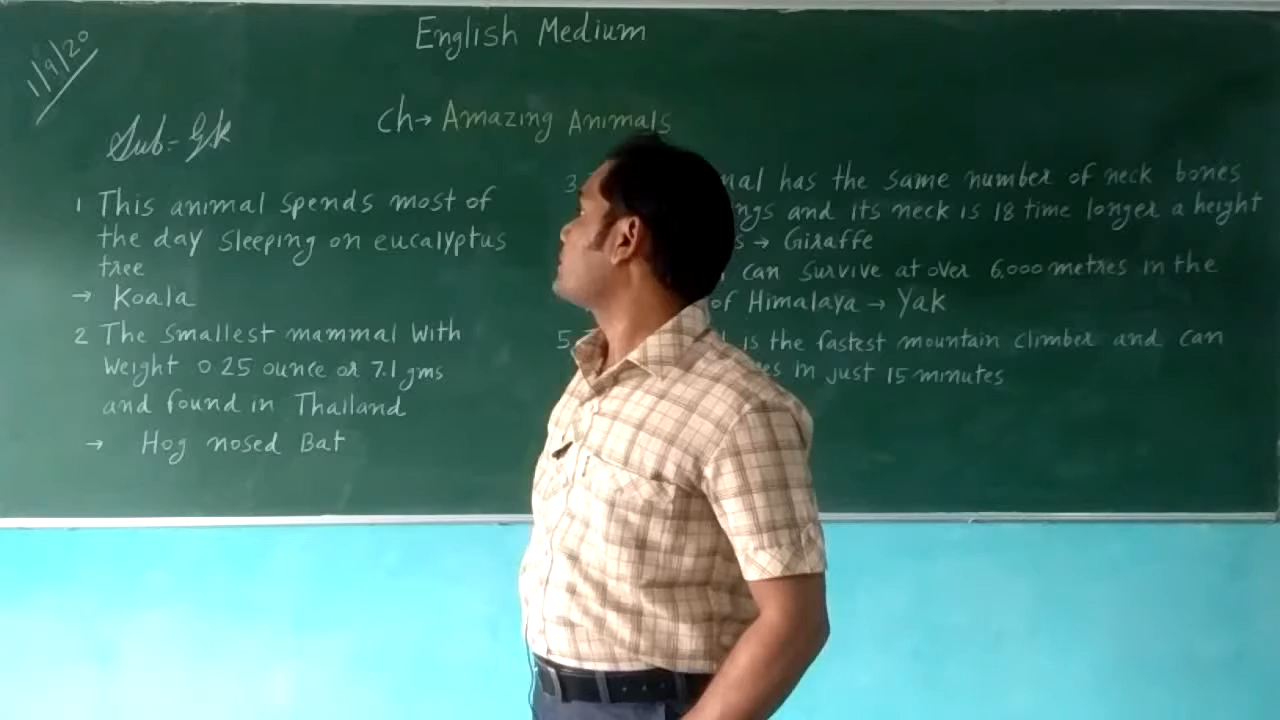 1/9/20
English Medium
Sub- Gk
ch→ Amazing Animals
1 This animal spends most of
the day sleeping on eucalyptus
tree
→ Koala
2 The smallest mammal with
weight 0.25 ounce or 7.1 gms
and found in Thailand
→ Hog nosed Bat
3 has the same number of neck bones
and its neck is 18 time longer a height
→ Giraffe
can survive at over 6,000 metres in the
of Himalaya → Yak
5. is the fastest mountain climber and can
in just 15 minutes